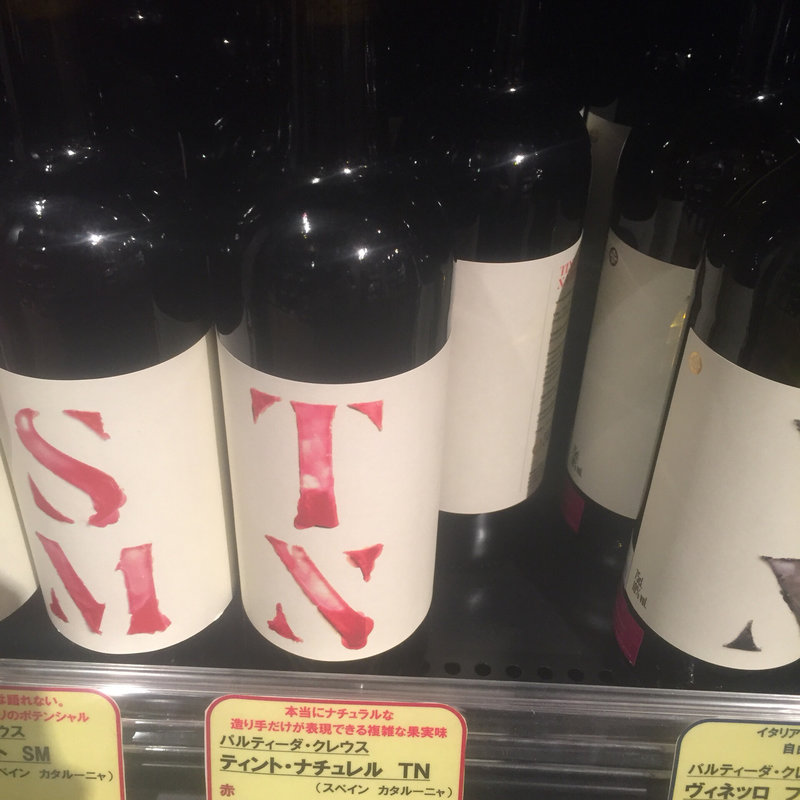 S
M
T
N
は踊れない。
りのポテンシャル
ウス
ト SM
ペイン カタルーニャ)
本当にナチュラルな
造り手だけが表現できる複雑な果実味
パルティーダ・クレウス
ティント・ナチュレル TN
赤 (スペイン カタルーニャ)
イタリア
自
パルティーダ・クレ
ヴィネッロ ブ